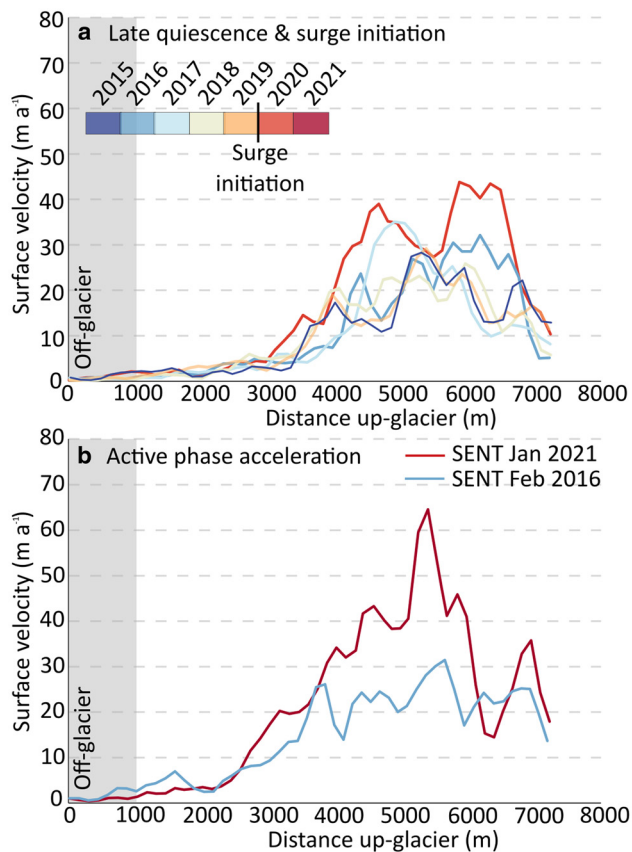 a Late quiescence & surge initiation
80
70
60
50
40
30
20
10
0
Surface velocity (m a⁻¹)
2015 2016 2017 2018 2019 2020 2021
Surge
initiation
Off-glacier
0 1000 2000 3000 4000 5000 6000 7000 8000
Distance up-glacier (m)
b Active phase acceleration
SENT Jan 2021
SENT Feb 2016
80
70
60
50
40
30
20
10
0
Surface velocity (m a⁻¹)
Off-glacier
0 1000 2000 3000 4000 5000 6000 7000 8000
Distance up-glacier (m)